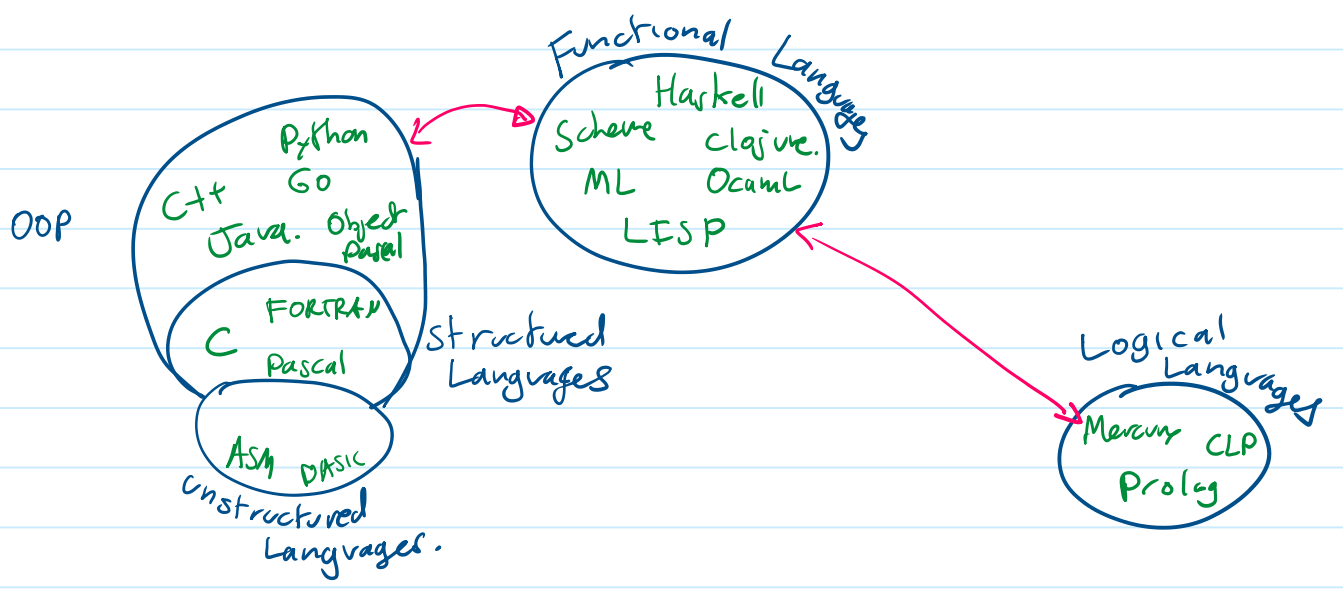 Functional
Languages
Haskell
Scheme
Clojure.
ML
OcamL
LISP
OOP
Python
Go
C++
Java.
Object
Pascal
FORTRAN
C
Pascal
Structured
Languages
ASM
BASIC
Unstructured
Languages.
Logical
Languages
Mercury
CLP
Prolog